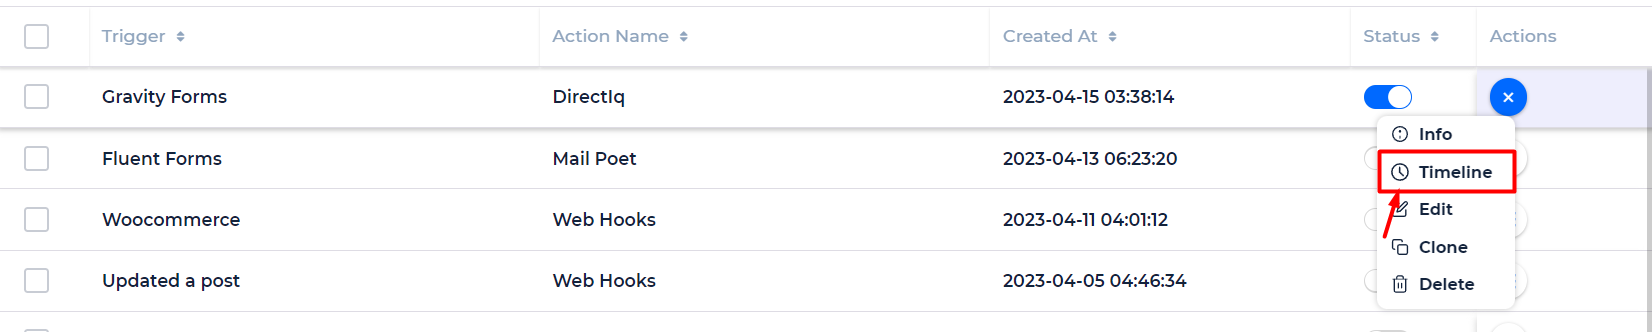 Trigger Action Name Created At Status Actions
Gravity Forms DirectIq 2023-04-15 03:38:14
Info
Fluent Forms Mail Poet 2023-04-13 06:23:20
Timeline
Edit
Woocommerce Web Hooks 2023-04-11 04:01:12
Clone
Updated a post Web Hooks 2023-04-05 04:46:34
Delete